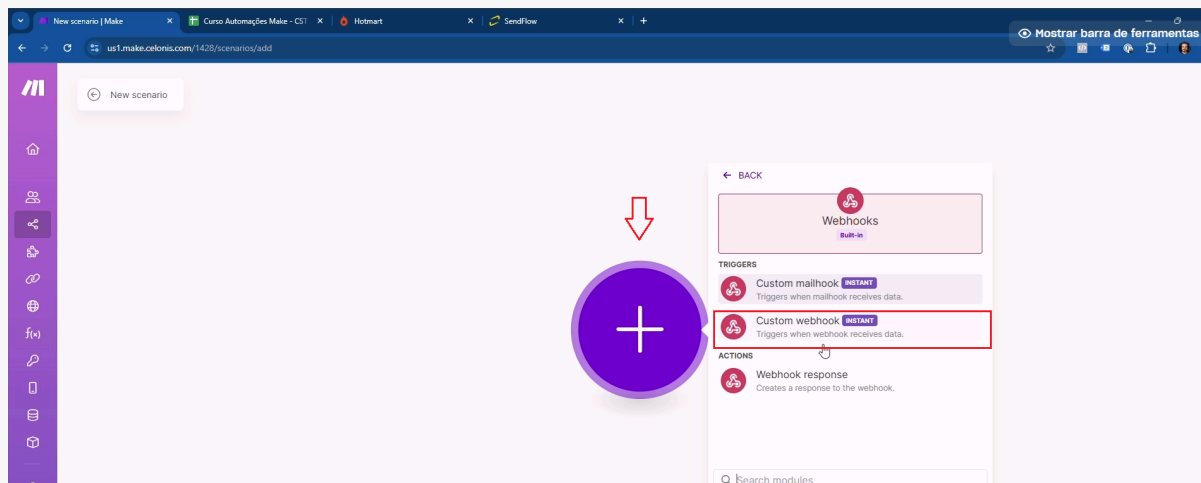 New scenario | Make
Curso Automações Make - CST
Hotmart
SendFlow
Mostrar barra de ferramentas
us1.make.celonis.com/1428/scenarios/add
New scenario
BACK
Webhooks
Built-in
TRIGGERS
Custom mailhook INSTANT
Triggers when mailhook receives data.
Custom webhook INSTANT
Triggers when webhook receives data.
ACTIONS
Webhook response
Creates a response to the webhook.
Search modules
f(x)